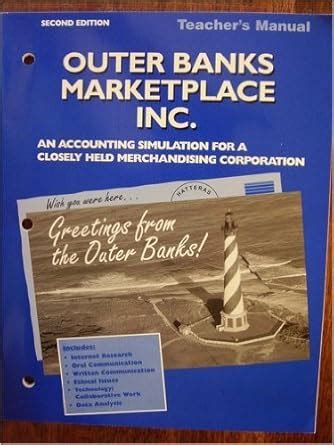 SECOND EDITION
Teacher's Manual
OUTER BANKS
MARKETPLACE
INC.
AN ACCOUNTING SIMULATION FOR A
CLOSELY HELD MERCHANDISING CORPORATION
Wish you were here...
HATTERAS
Greetings from
the Outer Banks!
Includes:
• Internet Research
• Oral Communication
• Written Communication
• Ethical Issues
• Technology/
Collaborative Work
• Data Analysis